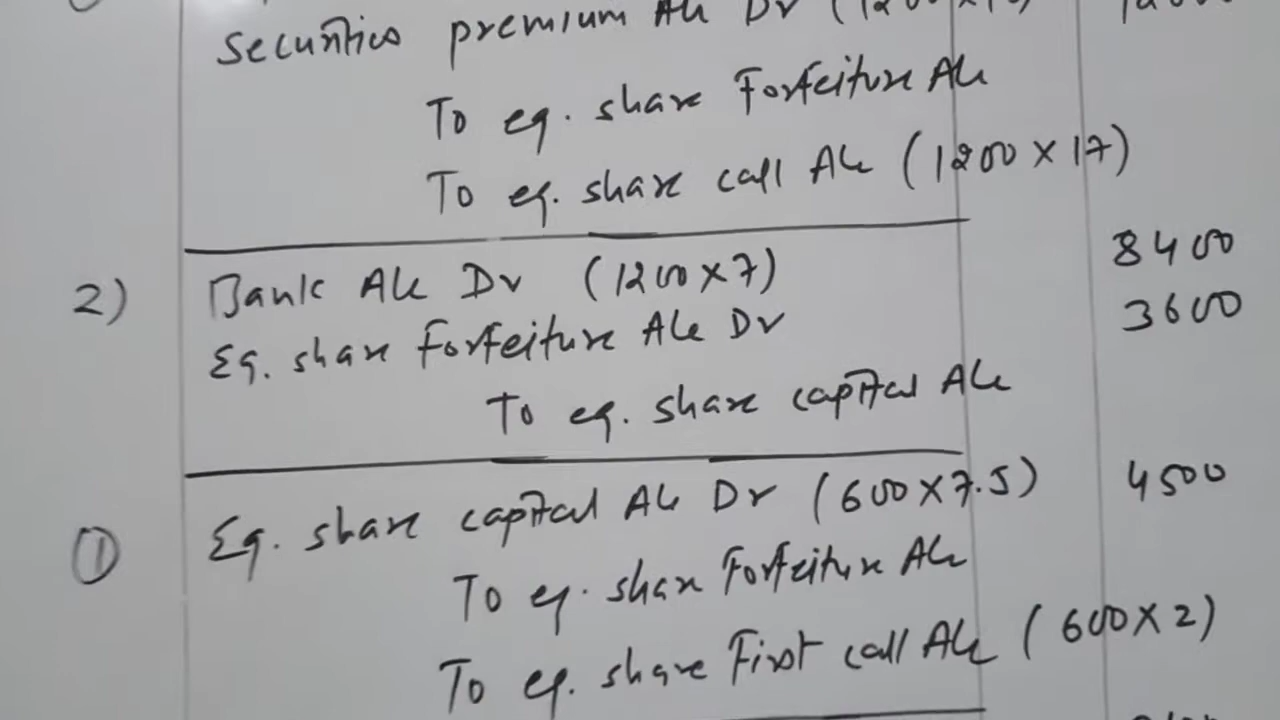 Securities premium A/c Dr (1200×10)
To eq. share Forfeiture A/c
To eq. share call A/c (1200×17)
2) Bank A/c Dr (1200×7) 8400
Eq. share Forfeiture A/c Dr 3600
To eq. share capital A/c
① Eq. share capital A/c Dr (600×7.5) 4500
To eq. share Forfeiture A/c
To eq. share First call A/c (600×2)